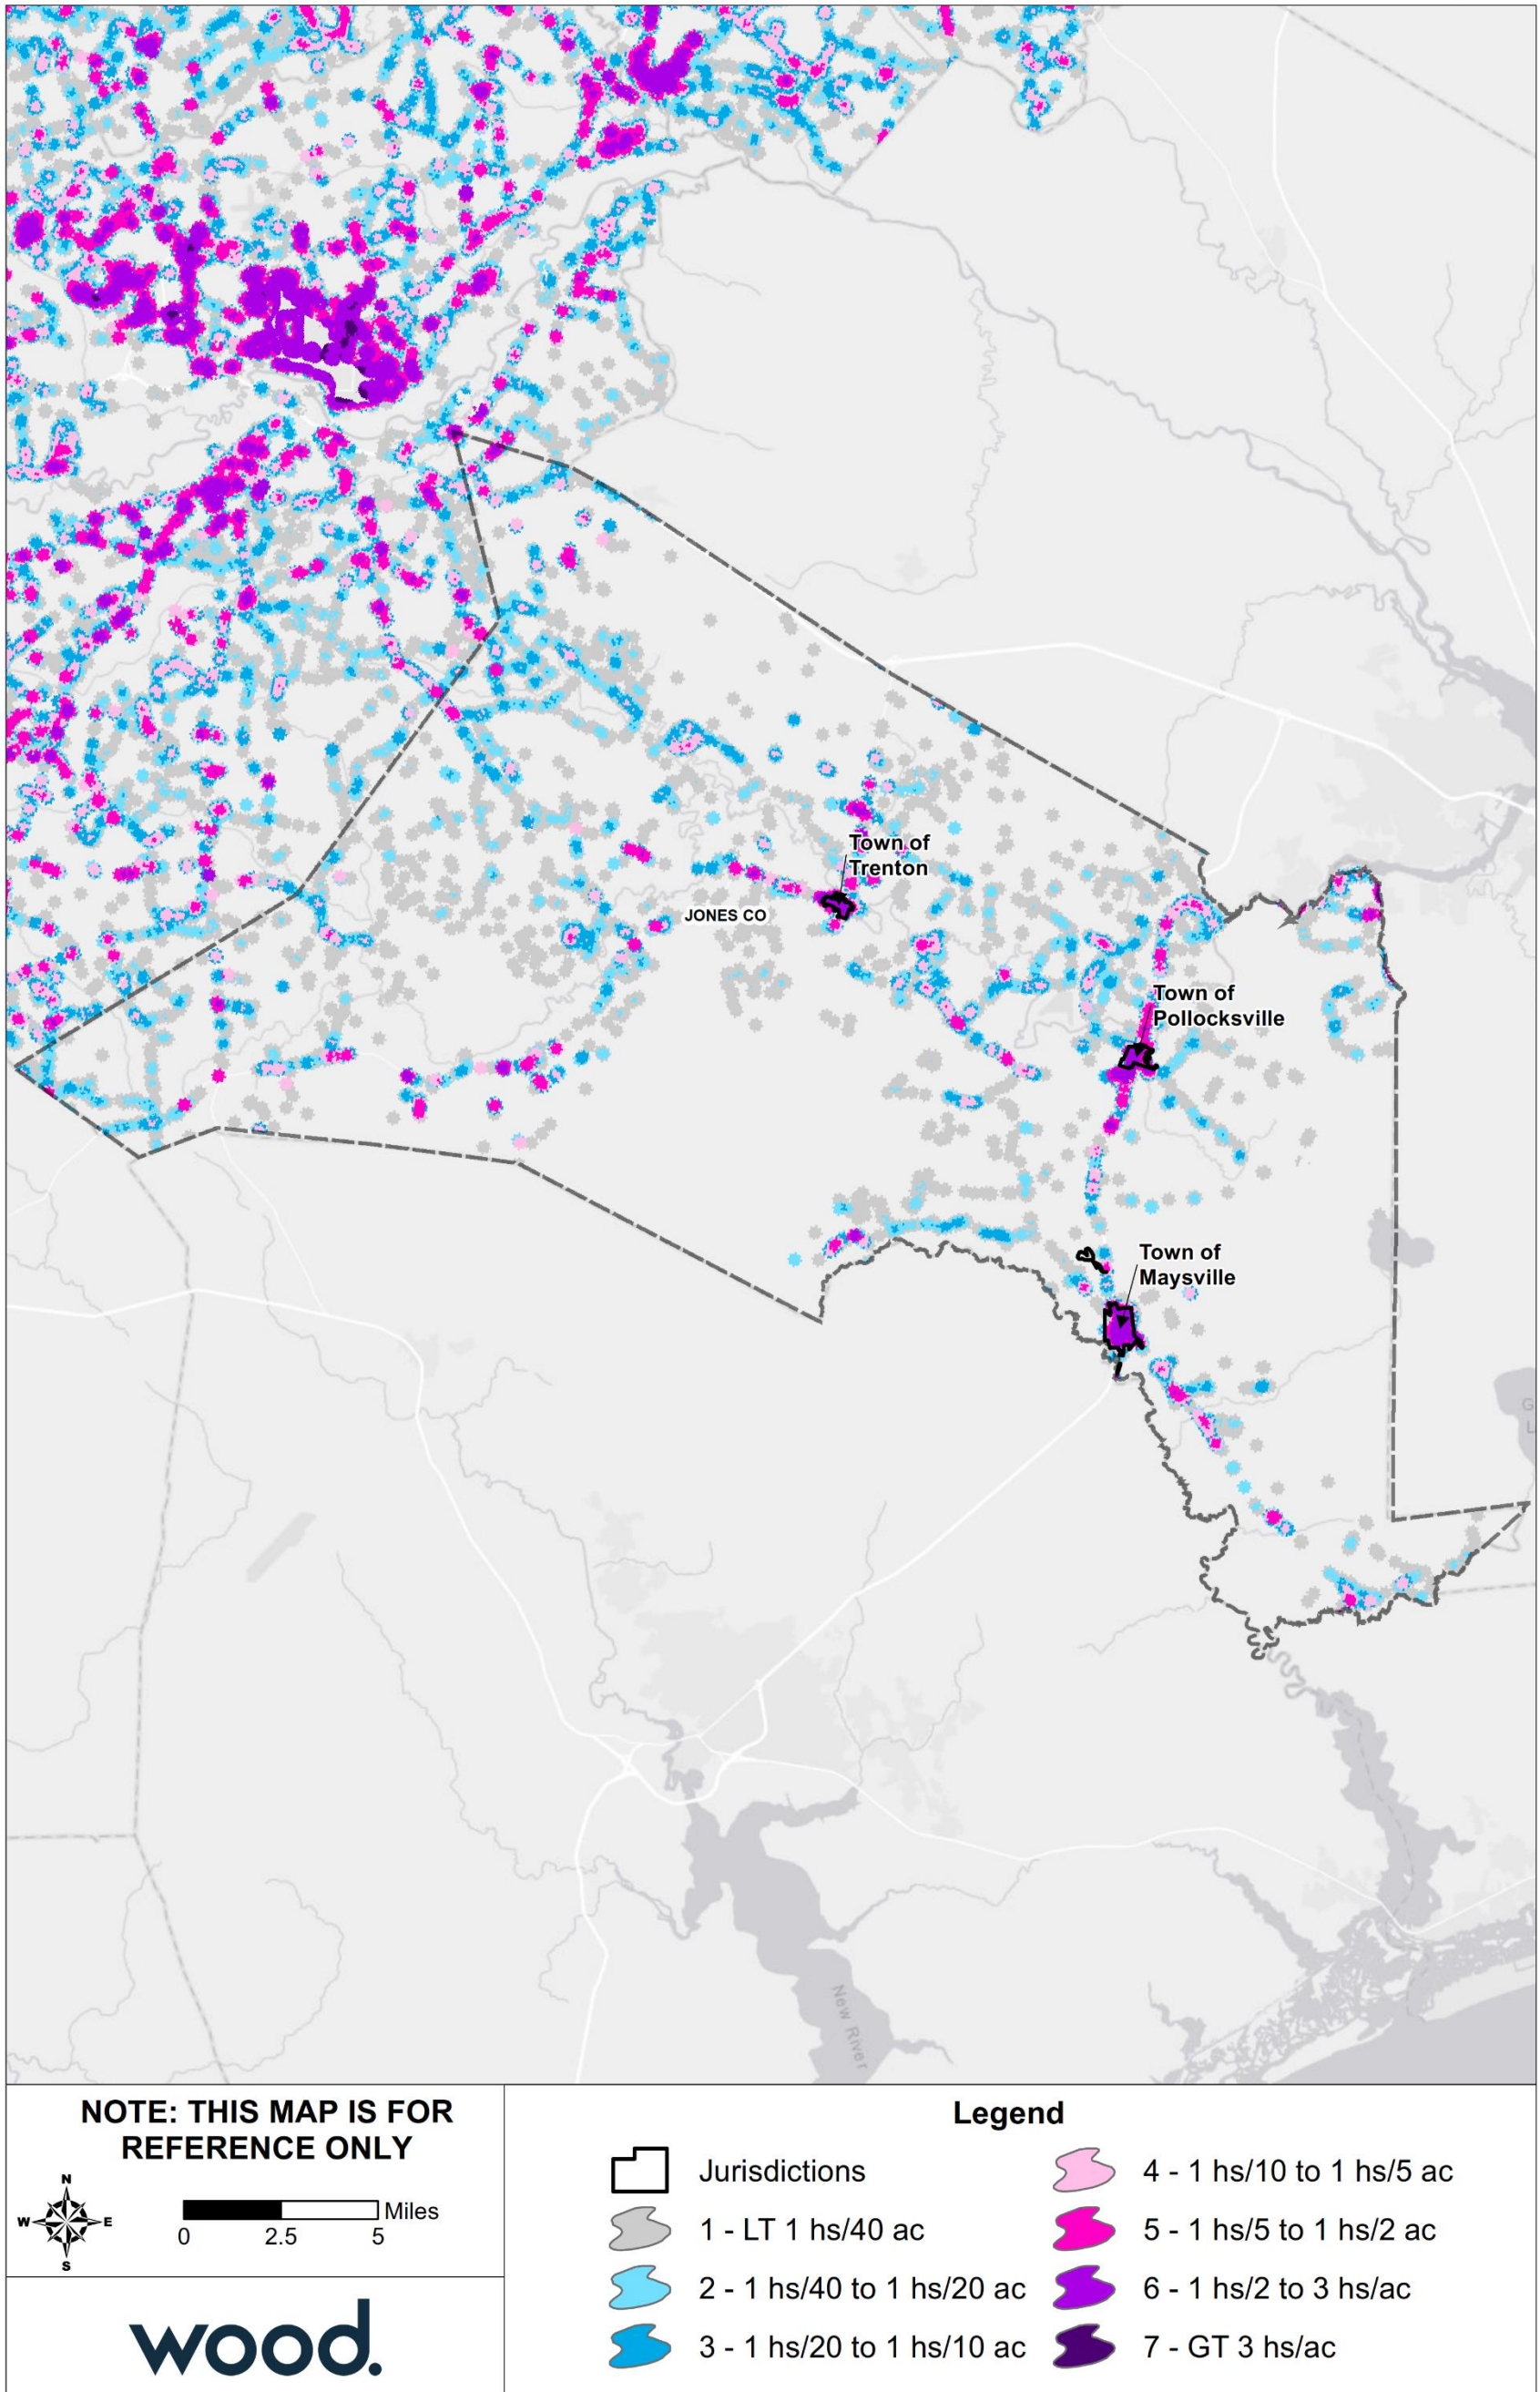 Town of
Trenton
JONES CO
Town of
Pollocksville
Town of
Maysville
G
L
New River
NOTE: THIS MAP IS FOR
REFERENCE ONLY
N
W
E
S
Miles
0
2.5
5
wood.
Legend
Jurisdictions
1 - LT 1 hs/40 ac
2 - 1 hs/40 to 1 hs/20 ac
3 - 1 hs/20 to 1 hs/10 ac
4 - 1 hs/10 to 1 hs/5 ac
5 - 1 hs/5 to 1 hs/2 ac
6 - 1 hs/2 to 3 hs/ac
7 - GT 3 hs/ac